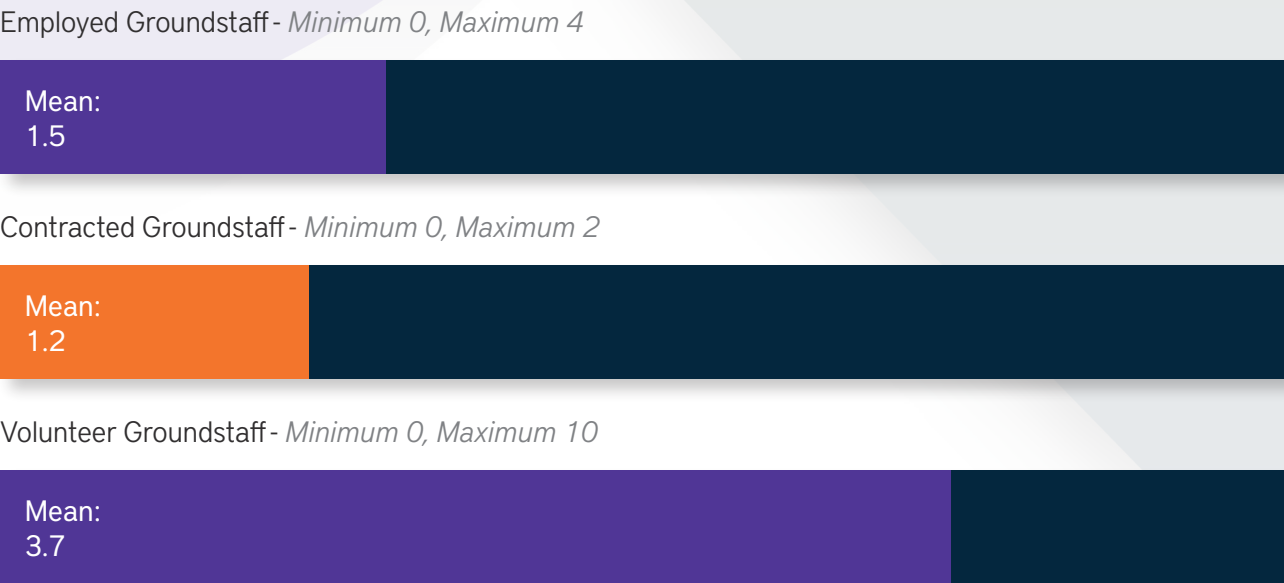 Employed Groundstaff - Minimum 0, Maximum 4
Mean:
1.5
Contracted Groundstaff - Minimum 0, Maximum 2
Mean:
1.2
Volunteer Groundstaff - Minimum 0, Maximum 10
Mean:
3.7